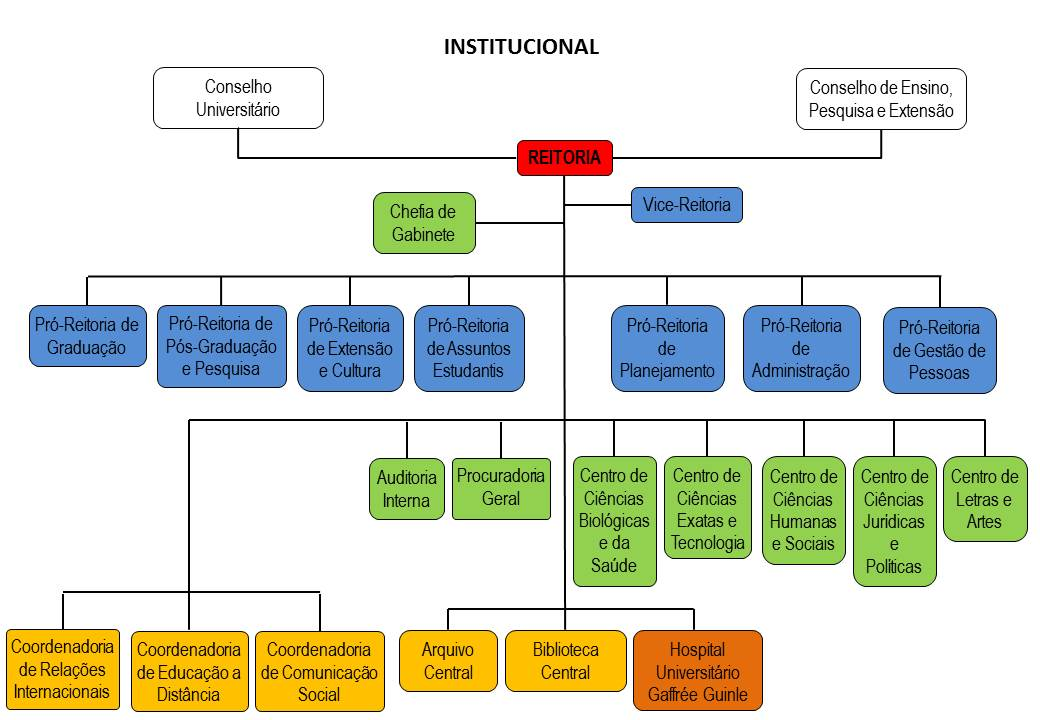 INSTITUCIONAL
Conselho
Universitário
Conselho de Ensino,
Pesquisa e Extensão
REITORIA
Vice-Reitoria
Chefia de
Gabinete
Pró-Reitoria de
Graduação
Pró-Reitoria de
Pós-Graduação
e Pesquisa
Pró-Reitoria
de Extensão
e Cultura
Pró-Reitoria
de Assuntos
Estudantis
Pró-Reitoria
de
Planejamento
Pró-Reitoria
de
Administração
Pró-Reitoria
de Gestão de
Pessoas
Auditoria
Interna
Procuradoria
Geral
Centro de
Ciências
Biológicas
e da
Saúde
Centro de
Ciências
Exatas e
Tecnologia
Centro de
Ciências
Humanas
e Sociais
Centro de
Ciências
Jurídicas
e
Políticas
Centro de
Letras e
Artes
Coordenadoria
de Relações
Internacionais
Coordenadoria
de Educação a
Distância
Coordenadoria
de Comunicação
Social
Arquivo
Central
Biblioteca
Central
Hospital
Universitário
Gaffrée Guinle